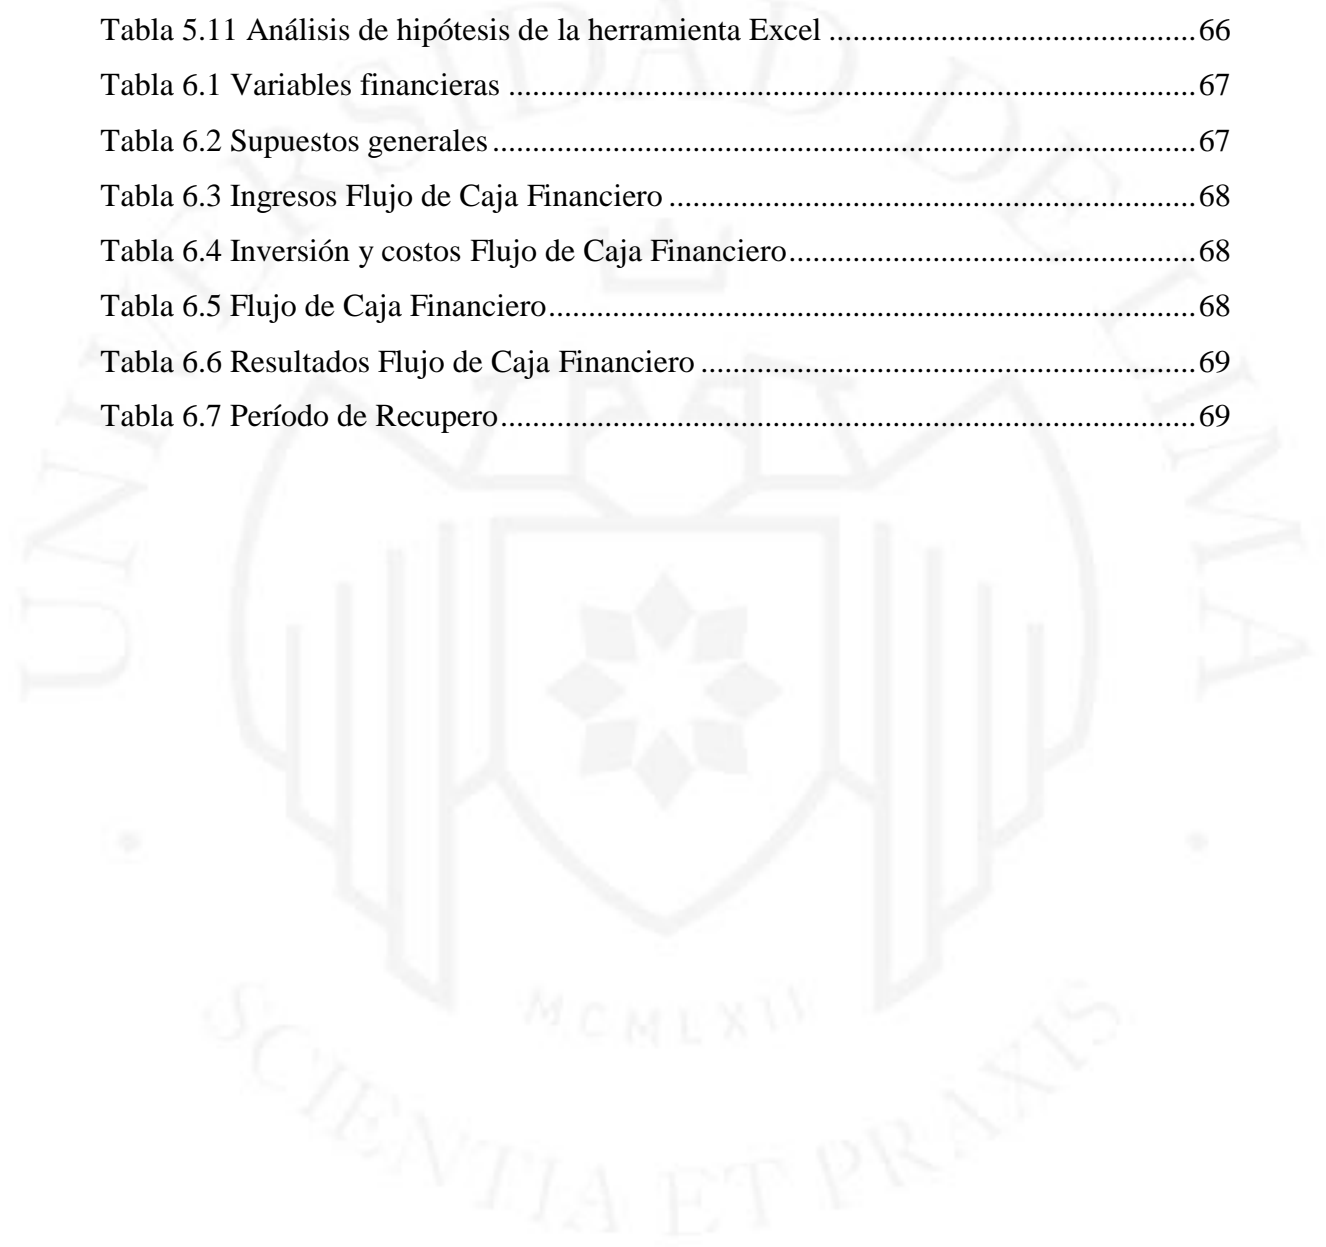 Tabla 5.11 Análisis de hipótesis de la herramienta Excel ............................................66
Tabla 6.1 Variables financieras ....................................................................................67
Tabla 6.2 Supuestos generales......................................................................................67
Tabla 6.3 Ingresos Flujo de Caja Financiero ................................................................68
Tabla 6.4 Inversión y costos Flujo de Caja Financiero.................................................68
Tabla 6.5 Flujo de Caja Financiero...............................................................................68
Tabla 6.6 Resultados Flujo de Caja Financiero ............................................................69
Tabla 6.7 Período de Recupero.....................................................................................69
UNIVERSIDAD DE LIMA
MCMLXII
SCIENTIA ET PRAXIS